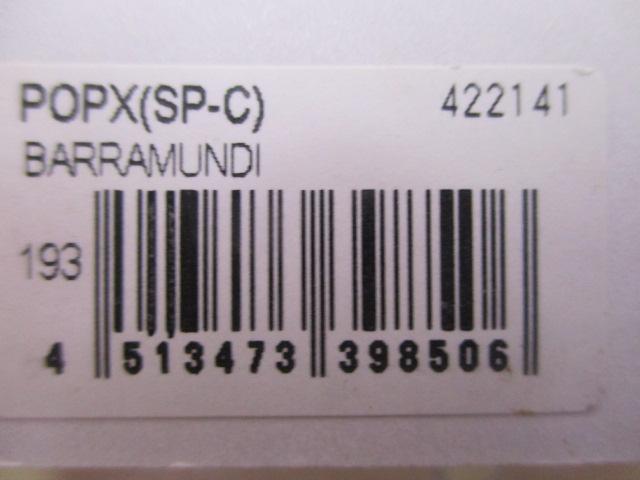 POPX(SP-C) 422141
BARRAMUNDI
193
4 513473 398506